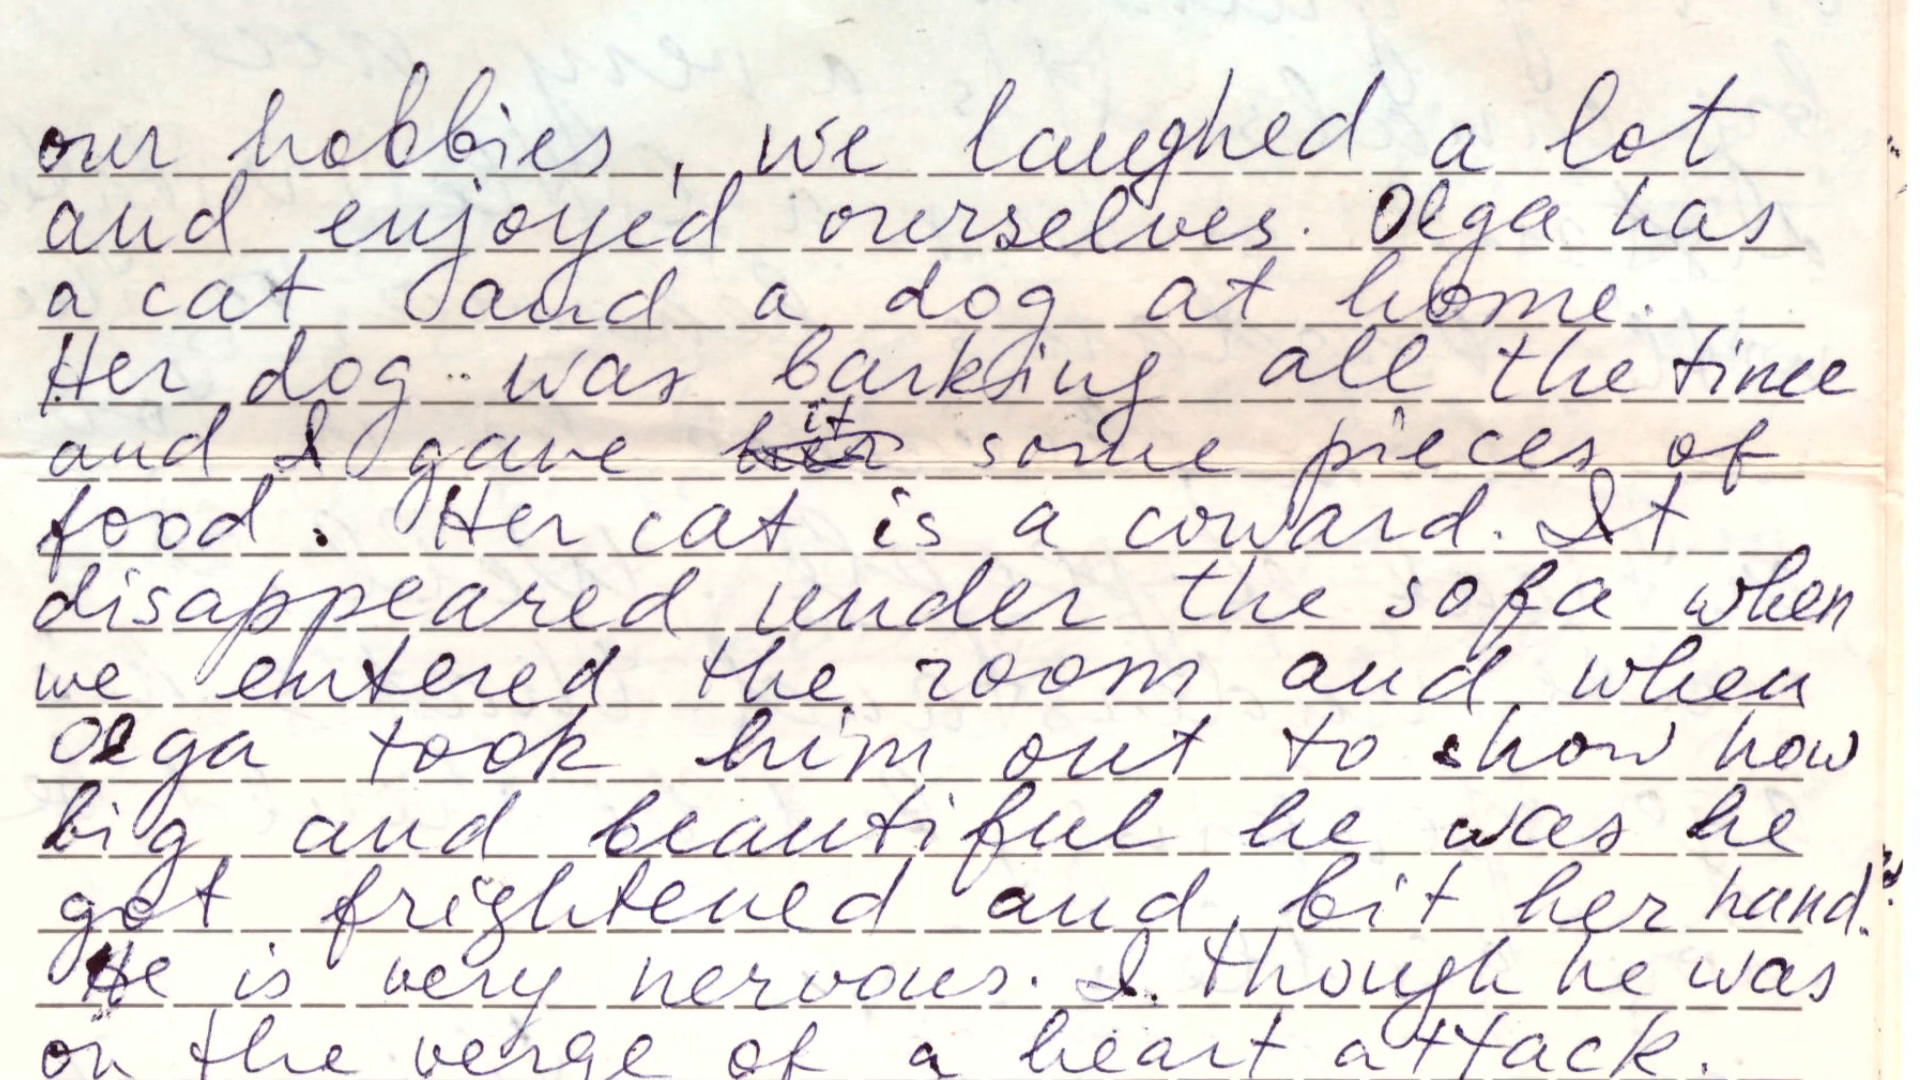 our hobbies, we laughed a lot
and enjoyed ourselves. Olga has
a cat and a dog at home.
Her dog was barking all the time
and I gave it some pieces of
food. Her cat is a coward. It
disappeared under the sofa when
we entered the room and when
Olga took him out to show how
big and beautiful he was he
got frightened and bit her hand.
He is very nervous. I though he was
on the verge of a heart attack.